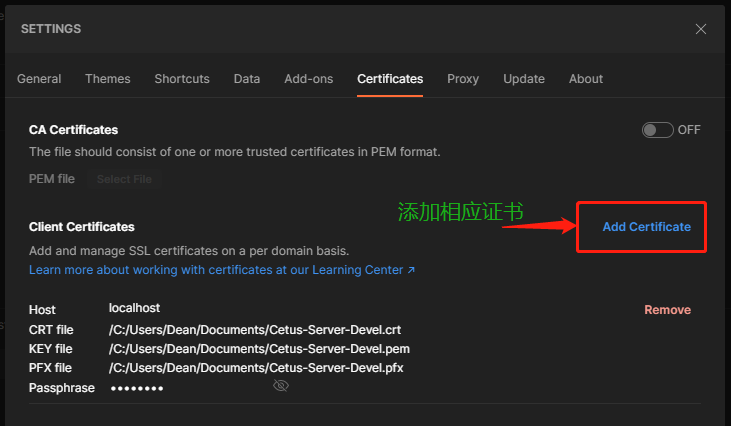 SETTINGS
General Themes Shortcuts Data Add-ons Certificates Proxy Update About
CA Certificates OFF
The file should consist of one or more trusted certificates in PEM format.
PEM file Select File
添加相应证书
Client Certificates Add Certificate
Add and manage SSL certificates on a per domain basis.
Learn more about working with certificates at our Learning Center ↗
Host localhost Remove
CRT file /C:/Users/Dean/Documents/Cetus-Server-Devel.crt
KEY file /C:/Users/Dean/Documents/Cetus-Server-Devel.pem
PFX file /C:/Users/Dean/Documents/Cetus-Server-Devel.pfx
Passphrase ••••••••